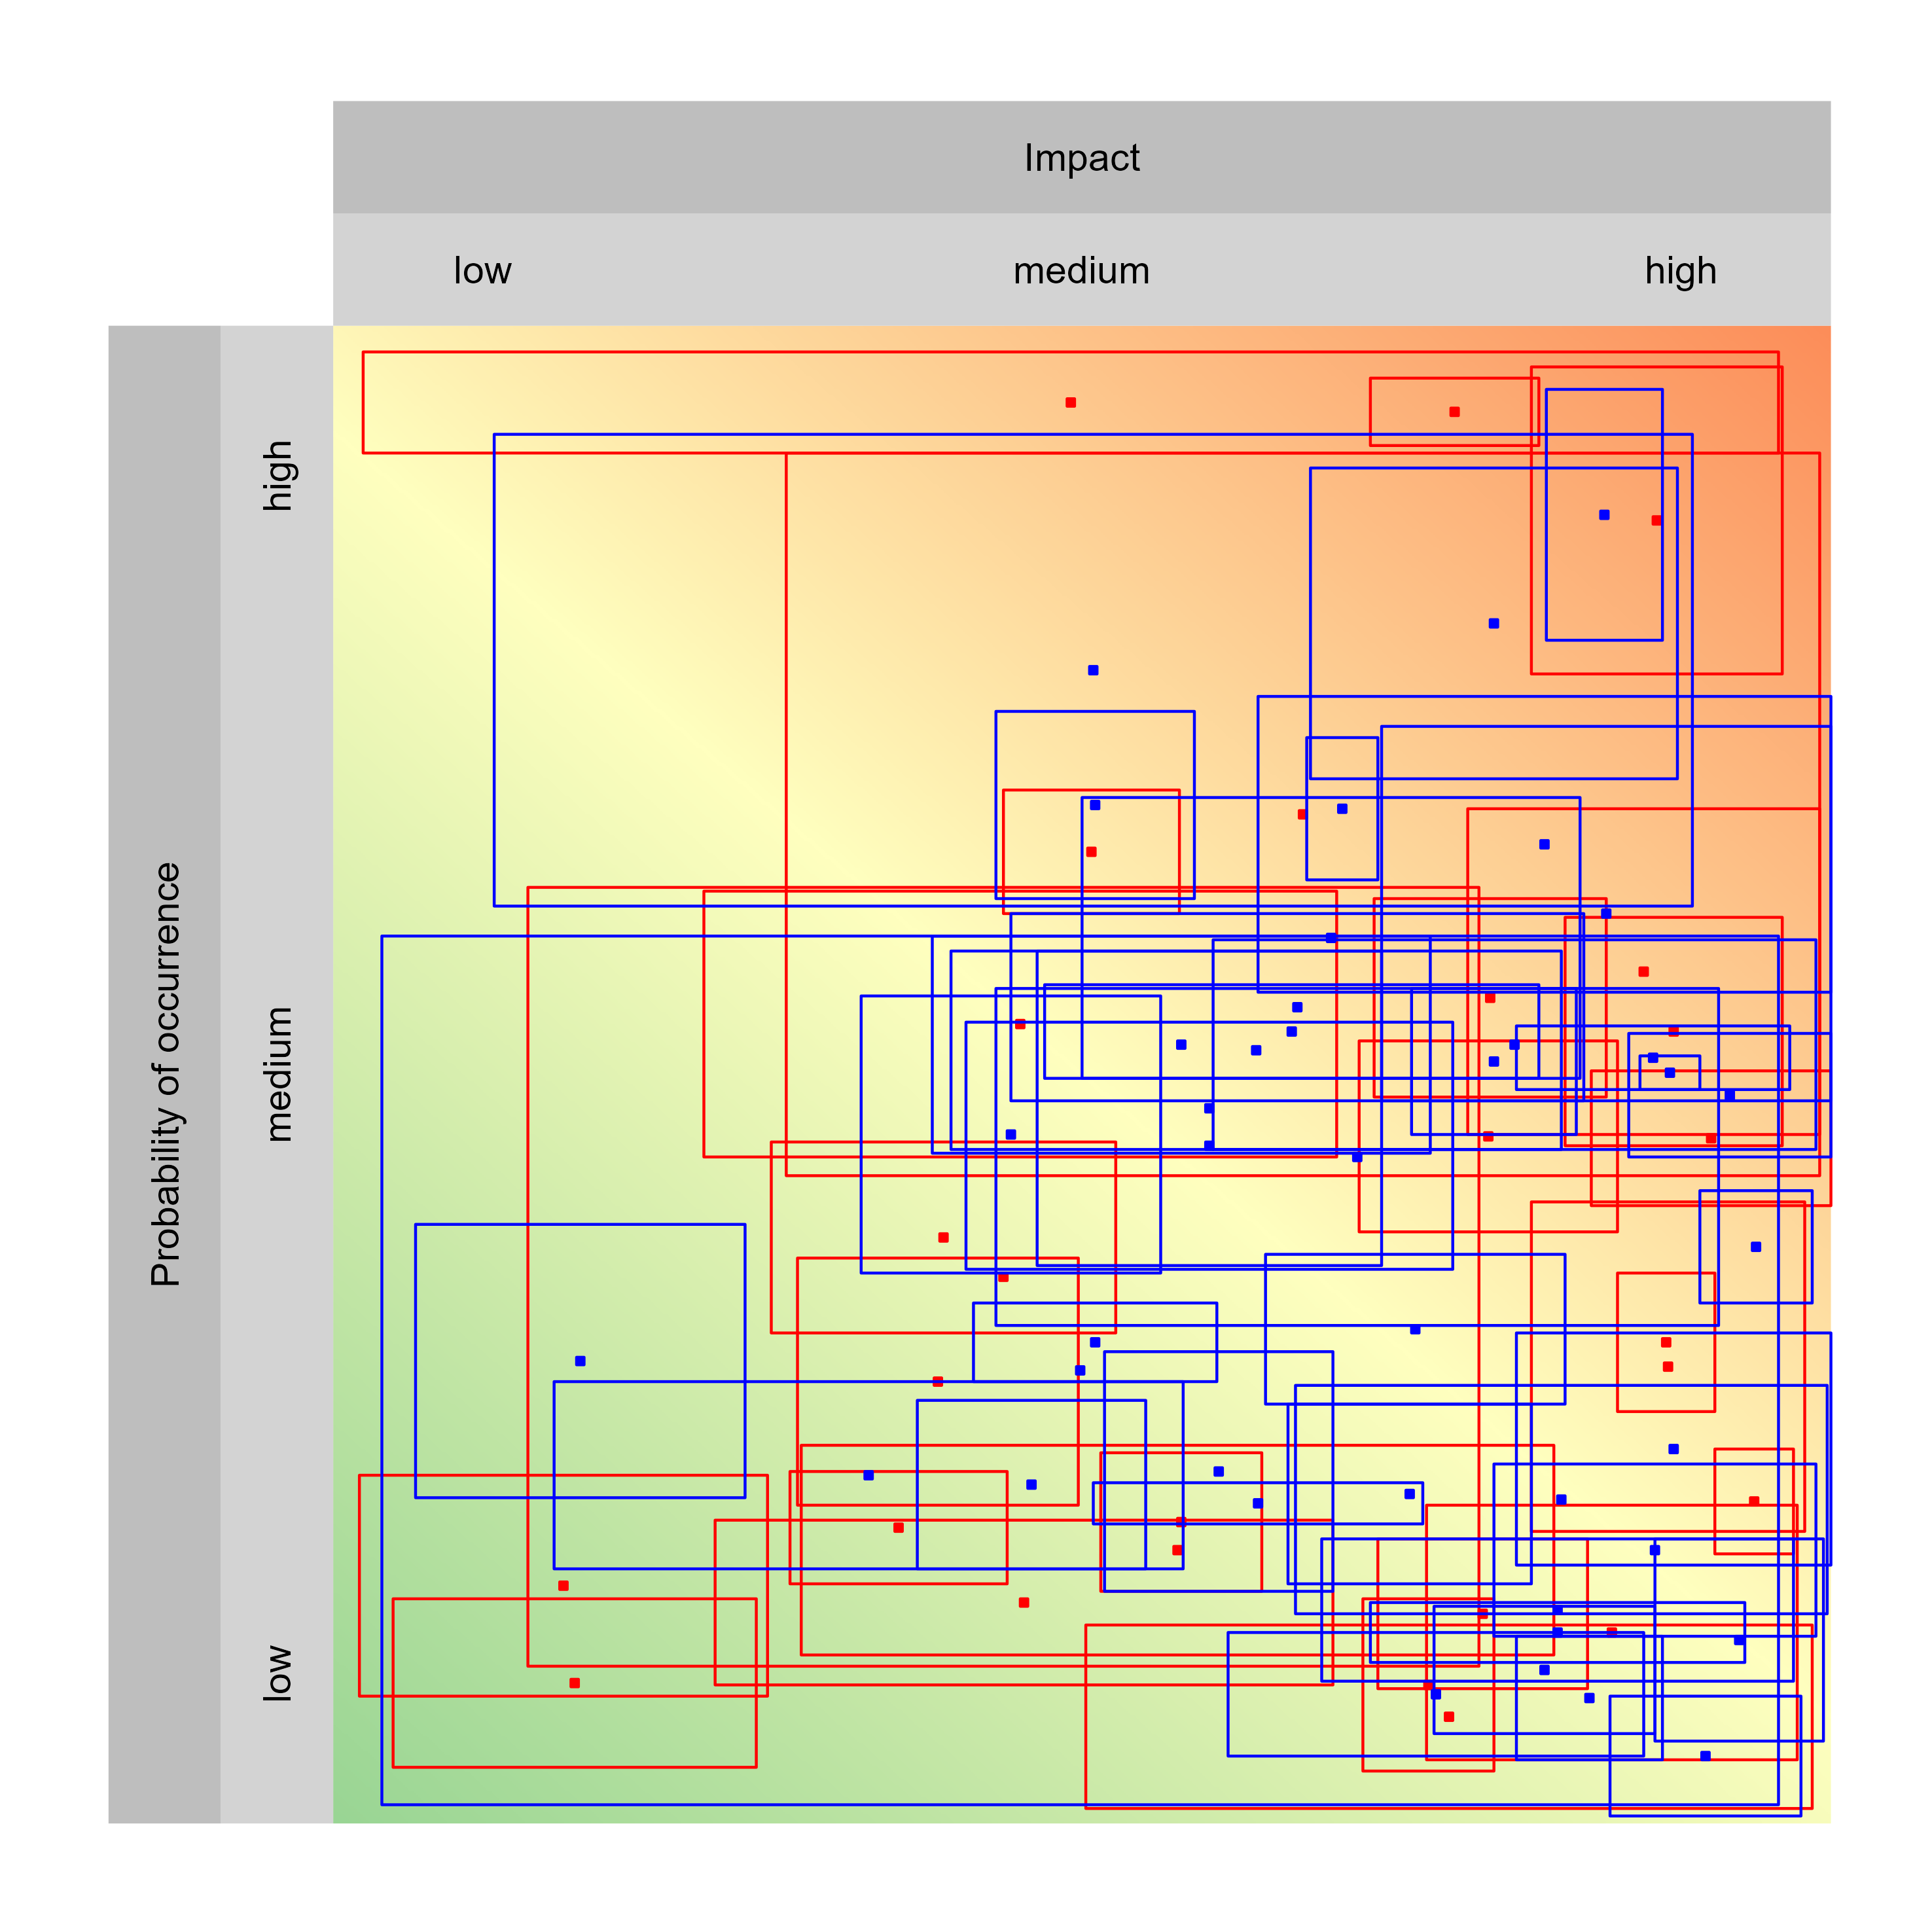 Impact
low medium high
Probability of occurrence
high
medium
low